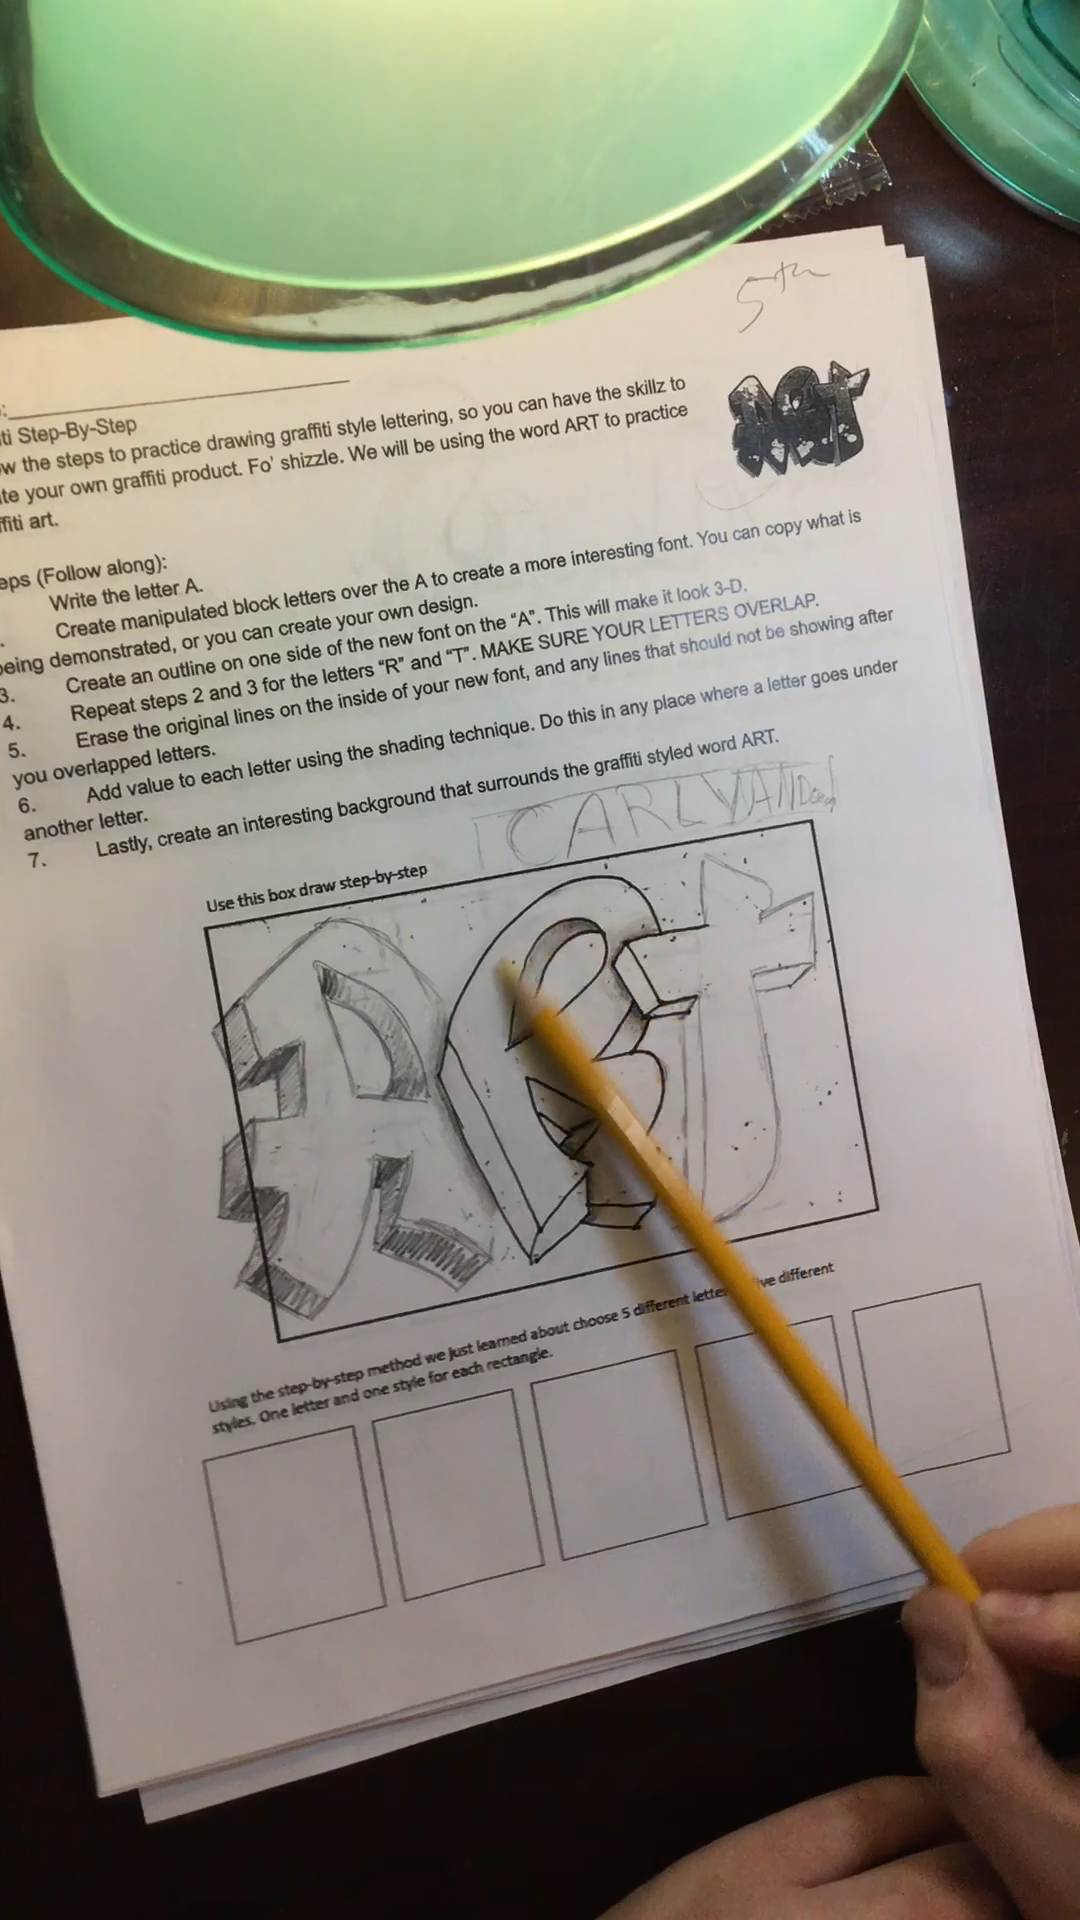 5th
ART
ti Step-By-Step
w the steps to practice drawing graffiti style lettering, so you can have the skillz to
te your own graffiti product. Fo' shizzle. We will be using the word ART to practice
ffiti art.
eps (Follow along):
Write the letter A.
Create manipulated block letters over the A to create a more interesting font. You can copy what is
being demonstrated, or you can create your own design.
3. Create an outline on one side of the new font on the "A". This will make it look 3-D.
4. Repeat steps 2 and 3 for the letters "R" and "T". MAKE SURE YOUR LETTERS OVERLAP.
5. Erase the original lines on the inside of your new font, and any lines that should not be showing after
you overlapped letters.
6. Add value to each letter using the shading technique. Do this in any place where a letter goes under
another letter.
7. Lastly, create an interesting background that surrounds the graffiti styled word ART.
Use this box draw step-by-step
ARt
Using the step-by-step method we just learned about choose 5 different different
styles. One letter and one style for each rectangle.